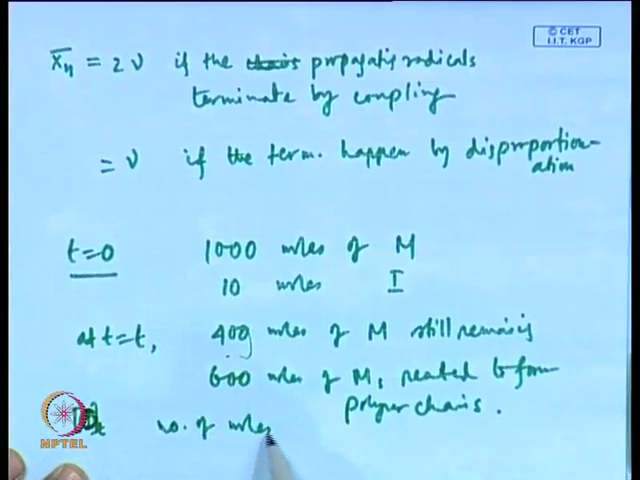 © CET
I.I.T. KGP
X̄n = 2ν if the propagatig radicals
terminate by coupling
= ν if the term. happen by disproportion-
ation
t=0 1000 moles of M
10 moles I
at t=t, 400 moles of M still remains
600 moles of M, reacted to form
polymer chains.
no. of moles
NPTEL